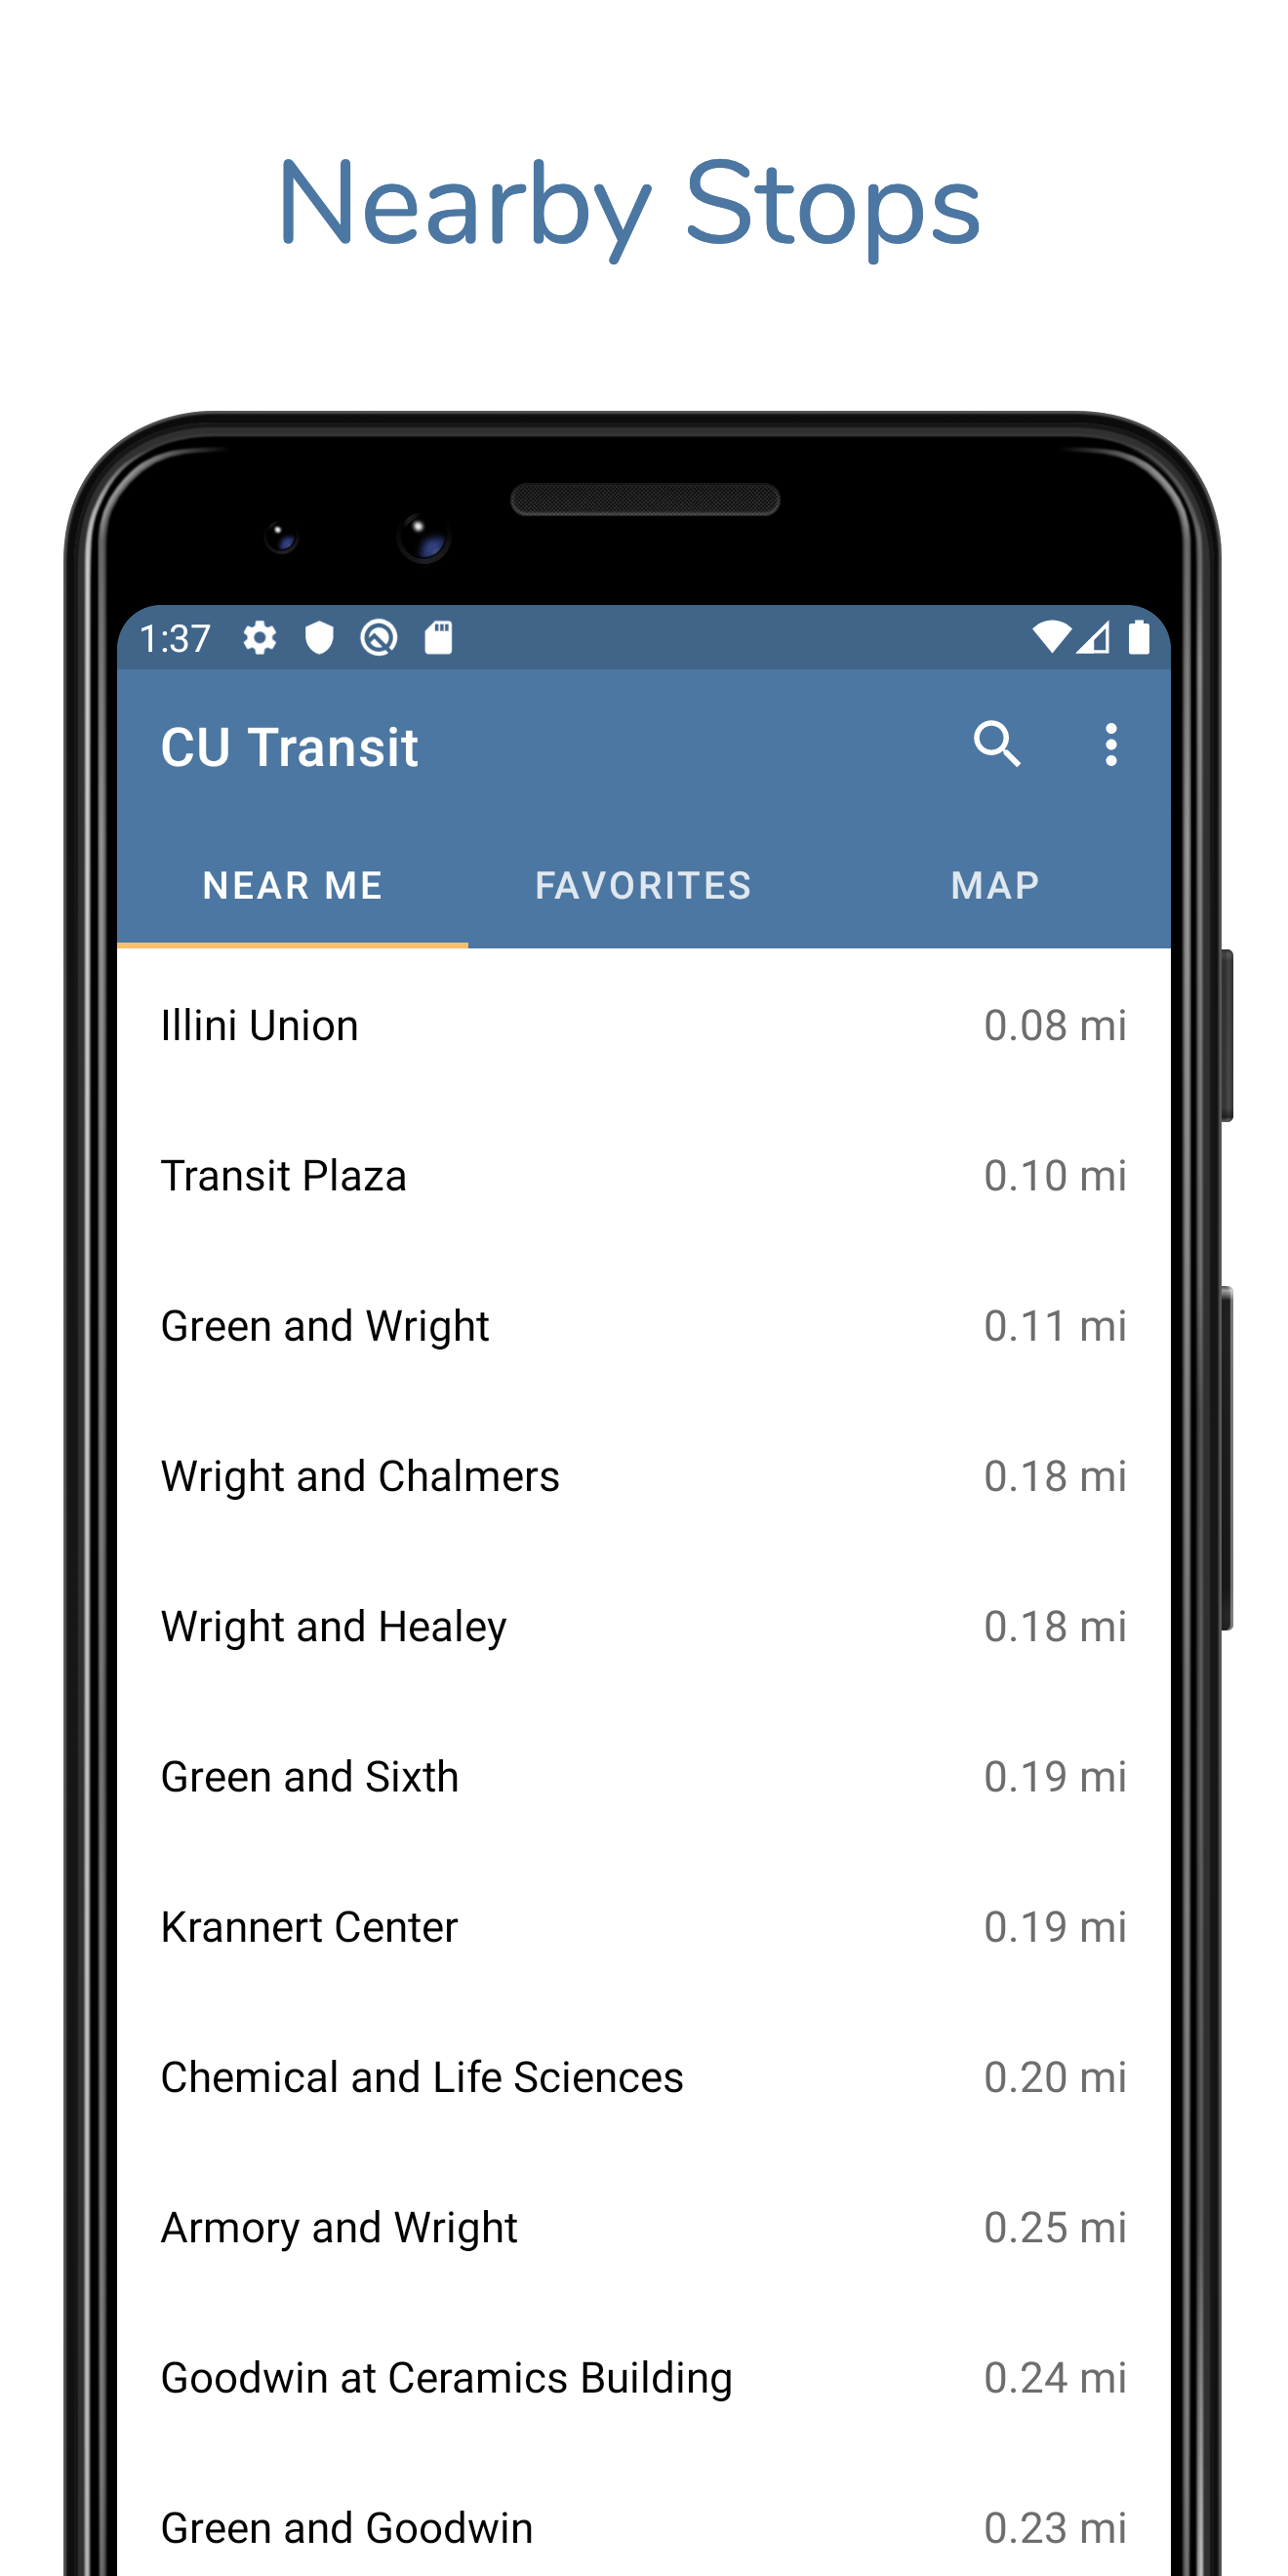 Nearby Stops
1:37
CU Transit
NEAR ME FAVORITES MAP
Illini Union 0.08 mi
Transit Plaza 0.10 mi
Green and Wright 0.11 mi
Wright and Chalmers 0.18 mi
Wright and Healey 0.18 mi
Green and Sixth 0.19 mi
Krannert Center 0.19 mi
Chemical and Life Sciences 0.20 mi
Armory and Wright 0.25 mi
Goodwin at Ceramics Building 0.24 mi
Green and Goodwin 0.23 mi